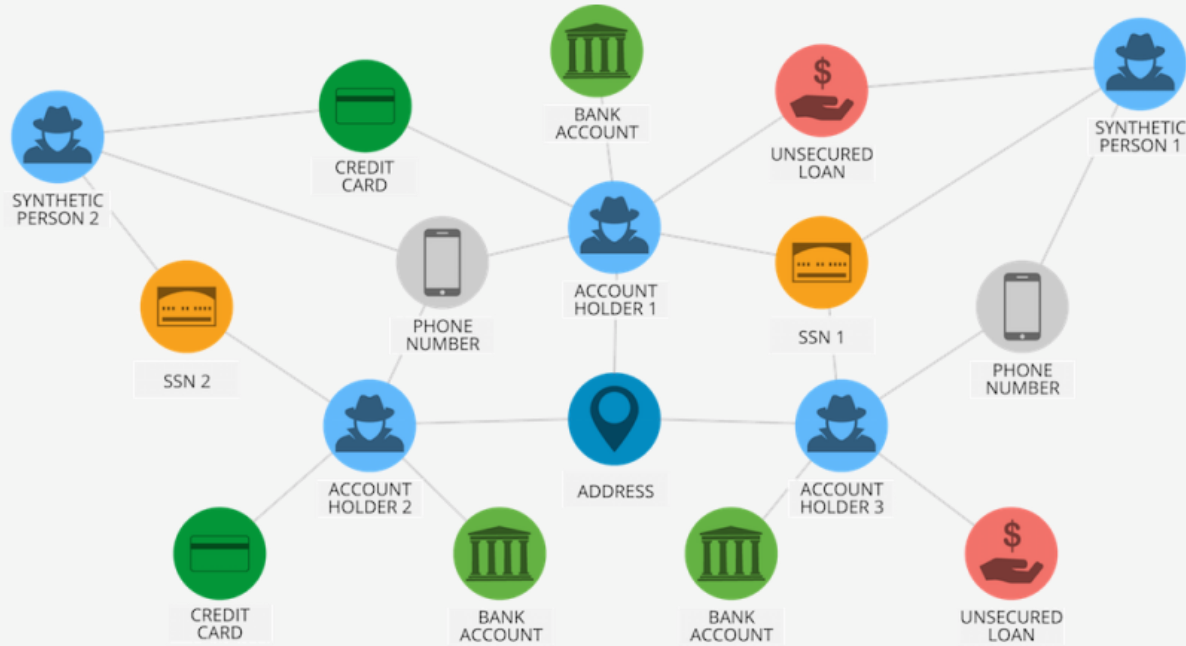 BANK
ACCOUNT
UNSECURED
LOAN
SYNTHETIC
PERSON 1
CREDIT
CARD
SYNTHETIC
PERSON 2
ACCOUNT
HOLDER 1
PHONE
NUMBER
SSN 1
SSN 2
PHONE
NUMBER
ACCOUNT
HOLDER 2
ADDRESS
ACCOUNT
HOLDER 3
CREDIT
CARD
BANK
ACCOUNT
BANK
ACCOUNT
UNSECURED
LOAN